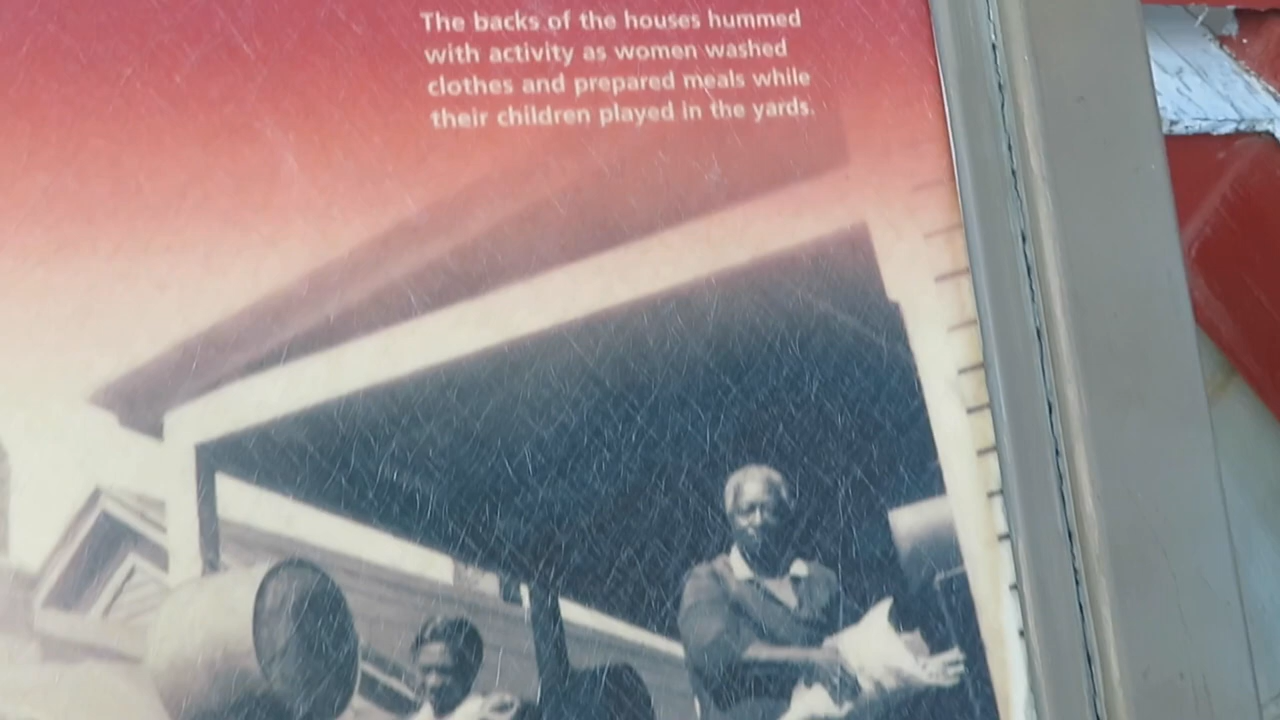 The backs of the houses hummed
with activity as women washed
clothes and prepared meals while
their children played in the yards.